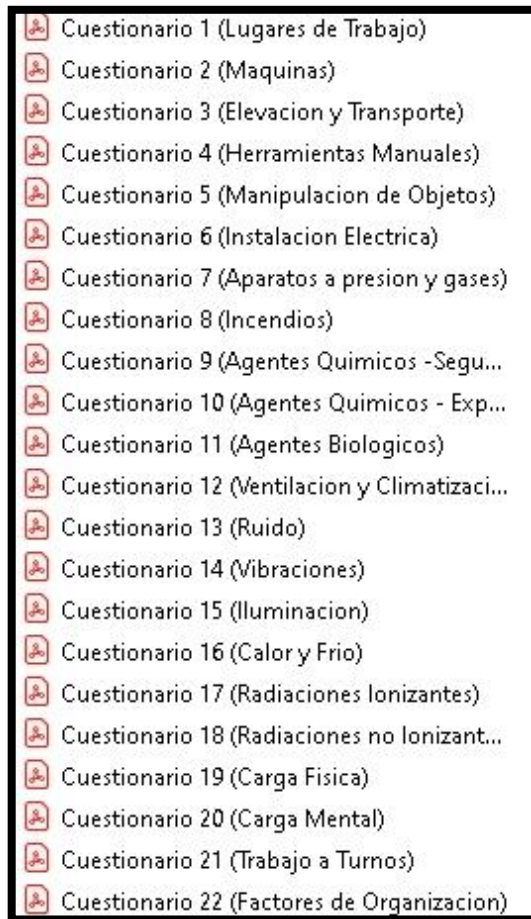 Cuestionario 1 (Lugares de Trabajo)
Cuestionario 2 (Maquinas)
Cuestionario 3 (Elevacion y Transporte)
Cuestionario 4 (Herramientas Manuales)
Cuestionario 5 (Manipulacion de Objetos)
Cuestionario 6 (Instalacion Electrica)
Cuestionario 7 (Aparatos a presion y gases)
Cuestionario 8 (Incendios)
Cuestionario 9 (Agentes Quimicos -Segu...
Cuestionario 10 (Agentes Quimicos - Exp...
Cuestionario 11 (Agentes Biologicos)
Cuestionario 12 (Ventilacion y Climatizaci...
Cuestionario 13 (Ruido)
Cuestionario 14 (Vibraciones)
Cuestionario 15 (Iluminacion)
Cuestionario 16 (Calor y Frio)
Cuestionario 17 (Radiaciones Ionizantes)
Cuestionario 18 (Radiaciones no Ionizant...
Cuestionario 19 (Carga Fisica)
Cuestionario 20 (Carga Mental)
Cuestionario 21 (Trabajo a Turnos)
Cuestionario 22 (Factores de Organizacion)